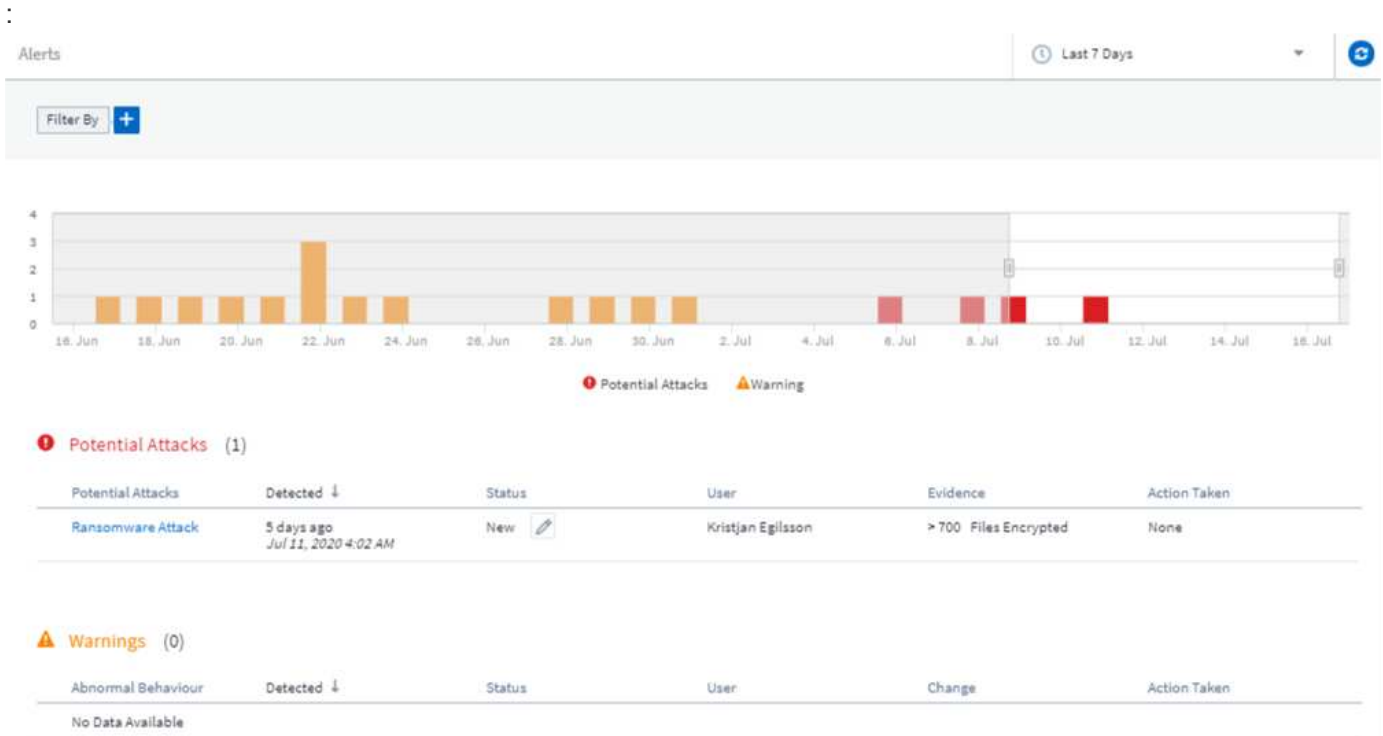 :
Alerts
Last 7 Days
Filter By +
4
3
2
1
0
16. Jun 18. Jun 20. Jun 22. Jun 24. Jun 26. Jun 28. Jun 30. Jun 2. Jul 4. Jul 6. Jul 8. Jul 10. Jul 12. Jul 14. Jul 16. Jul
Potential Attacks Warning
Potential Attacks (1)
Potential Attacks Detected ↓ Status User Evidence Action Taken
Ransomware Attack 5 days ago New Kristjan Egilsson > 700 Files Encrypted None
Jul 11, 2020 4:02 AM
Warnings (0)
Abnormal Behaviour Detected ↓ Status User Change Action Taken
No Data Available